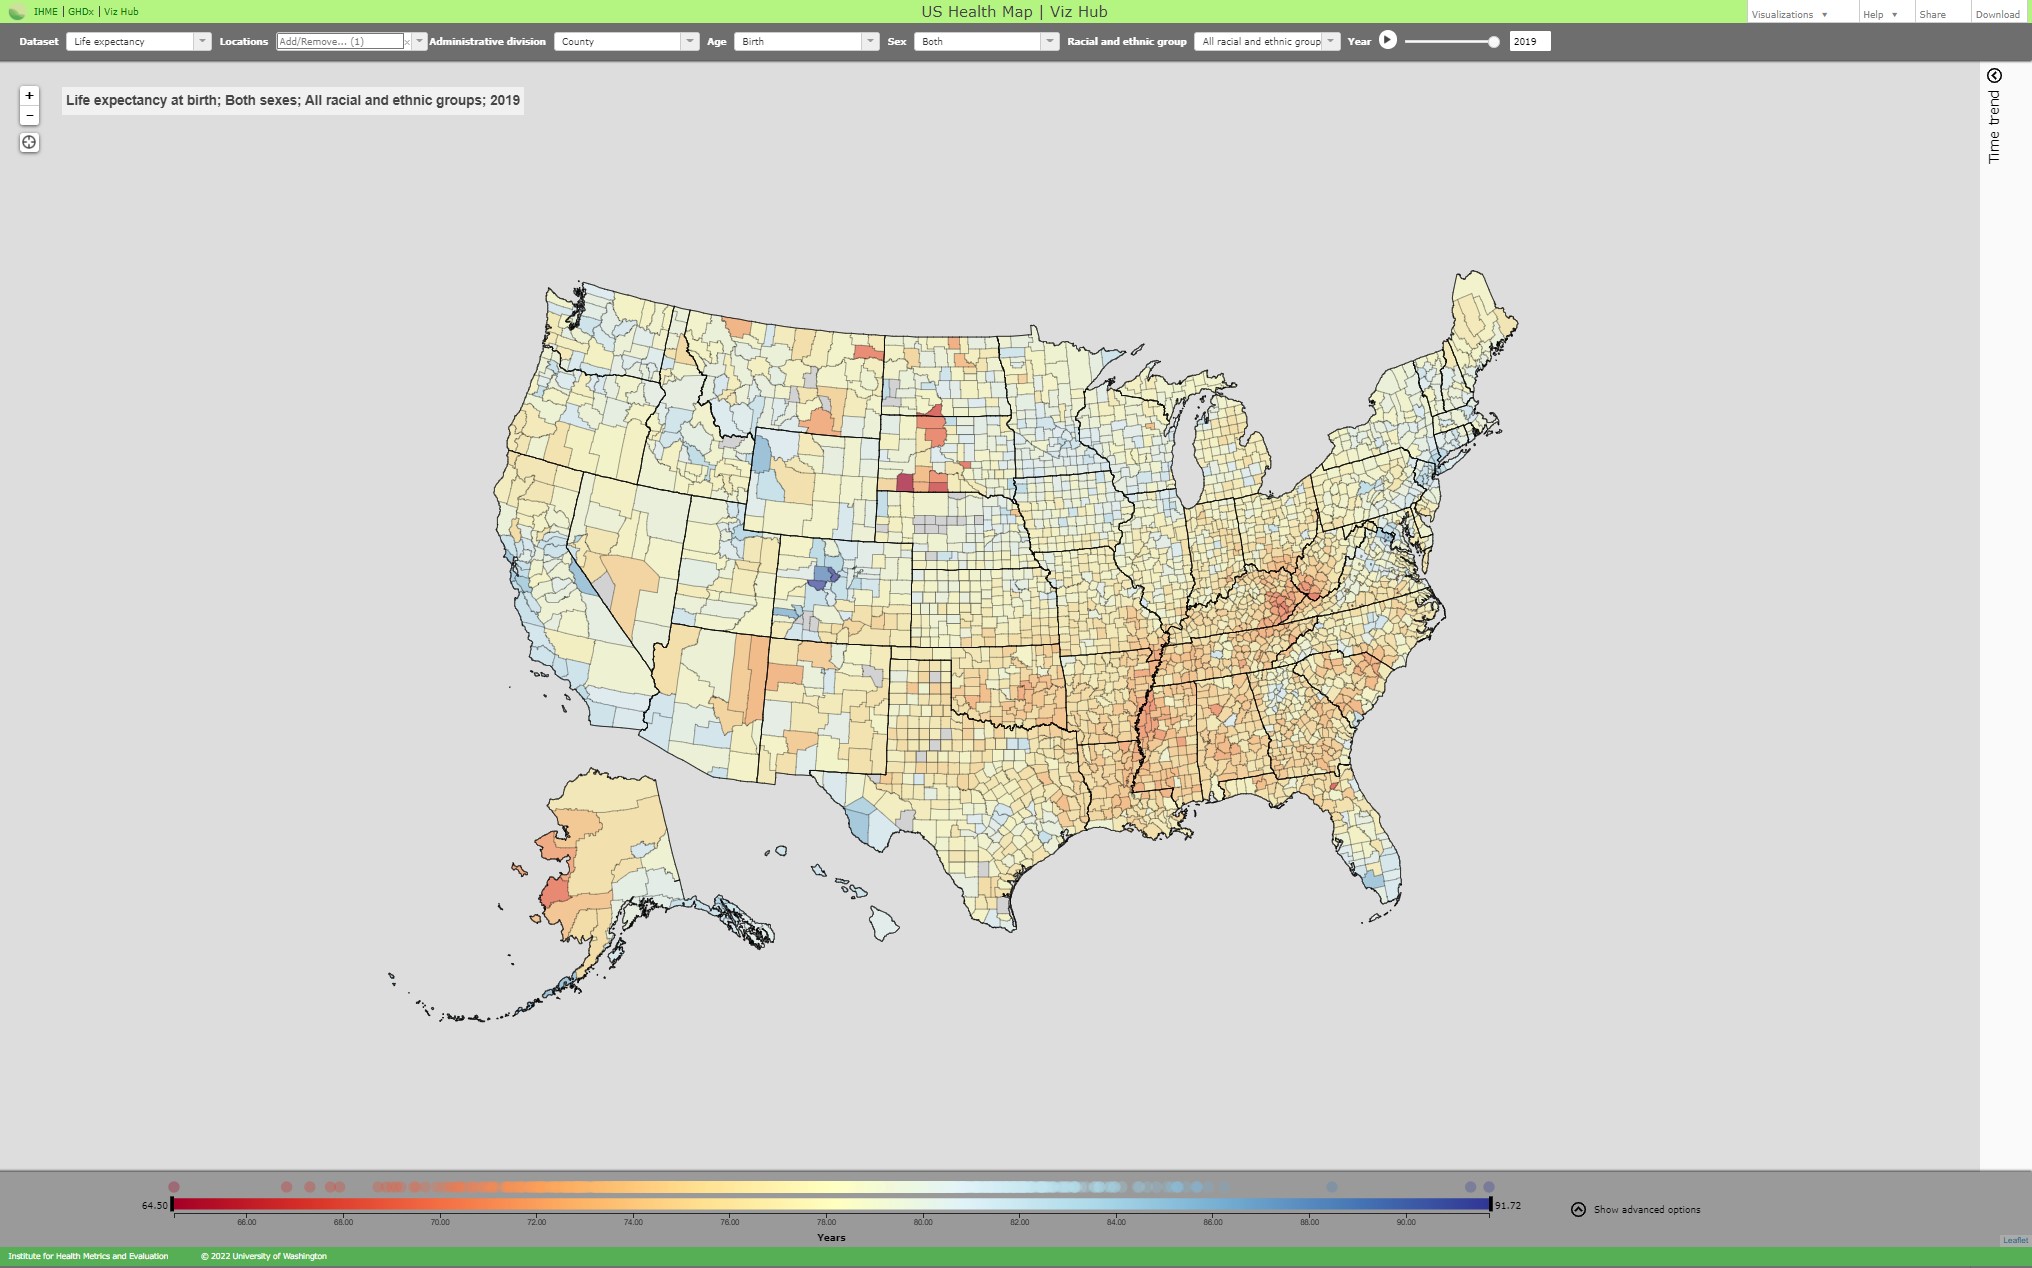 IHME | GHDx | Viz Hub
US Health Map | Viz Hub
Visualizations ▼ Help ▼ Share Download
Dataset Life expectancy Locations Add/Remove... (1) × Administrative division County Age Birth Sex Both Racial and ethnic group All racial and ethnic group Year 2019
+
−
Life expectancy at birth; Both sexes; All racial and ethnic groups; 2019
Time trend
64.50
91.72
66.00 68.00 70.00 72.00 74.00 76.00 78.00 80.00 82.00 84.00 86.00 88.00 90.00
Years
Show advanced options
Leaflet
Institute for Health Metrics and Evaluation © 2022 University of Washington